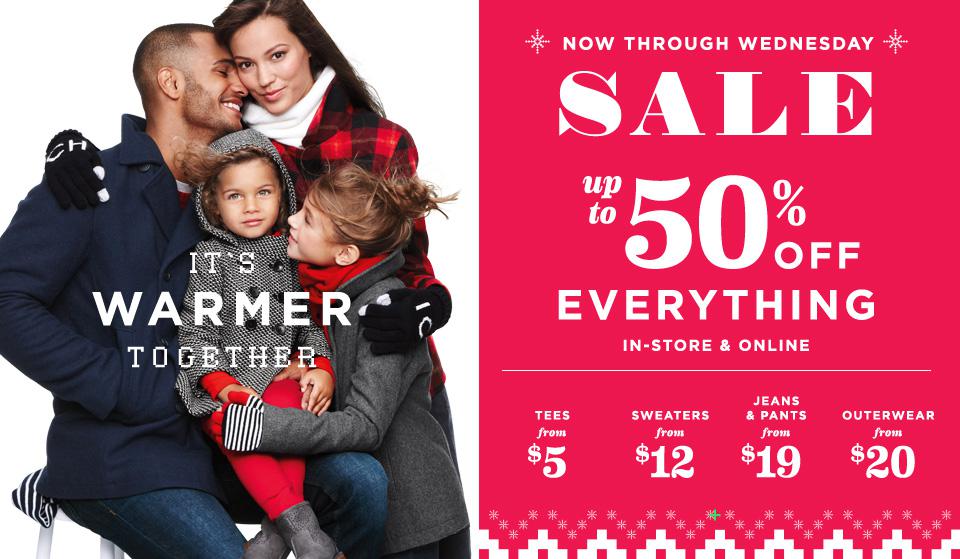 IT'S
WARMER
TOGETHER
NOW THROUGH WEDNESDAY
SALE
up to 50% OFF
EVERYTHING
IN-STORE & ONLINE
TEES
from
$5
SWEATERS
from
$12
JEANS
& PANTS
from
$19
OUTERWEAR
from
$20